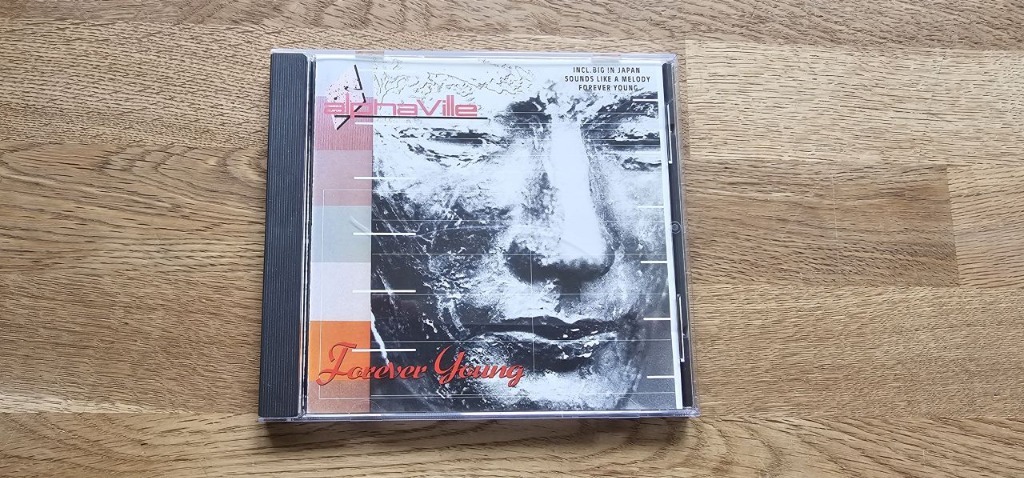 INCL. BIG IN JAPAN
SOUNDS LIKE A MELODY
FOREVER YOUNG
alphaville
Forever Young